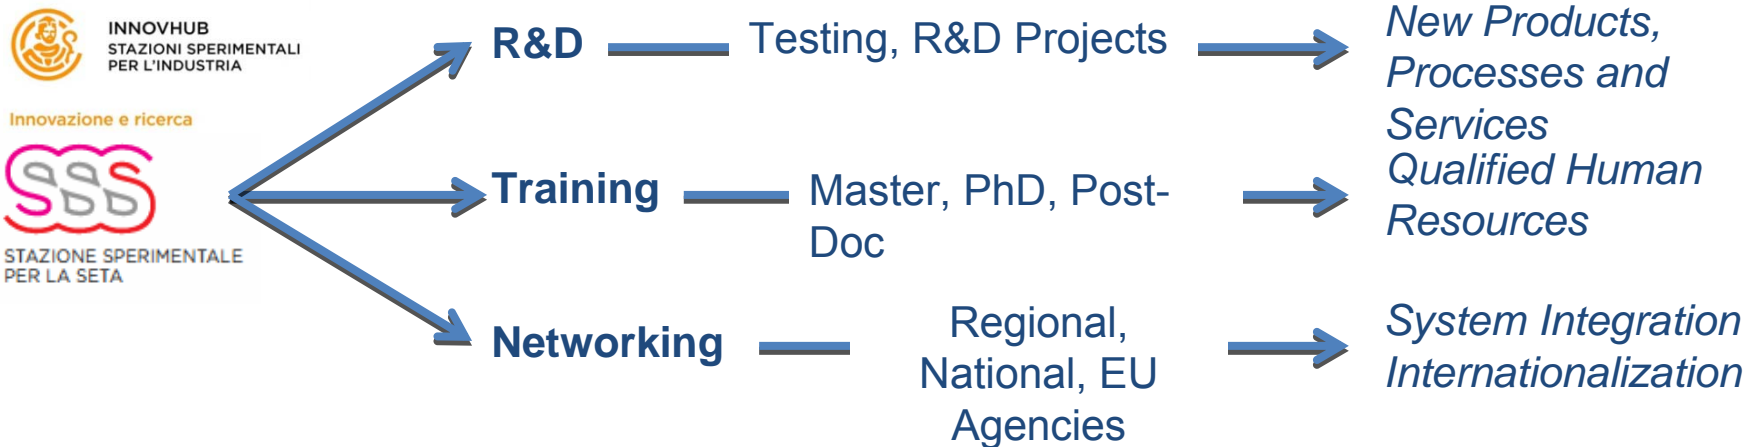 INNOVHUB
STAZIONI SPERIMENTALI
PER L'INDUSTRIA
Innovazione e ricerca
SSS
STAZIONE SPERIMENTALE
PER LA SETA
R&D
Testing, R&D Projects
New Products,
Processes and
Services
Training
Master, PhD, Post-
Doc
Qualified Human
Resources
Networking
Regional,
National, EU
Agencies
System Integration
Internationalization